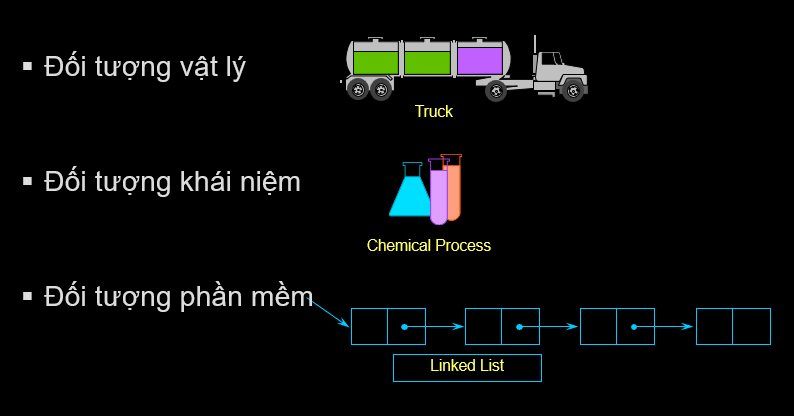 ▪ Đối tượng vật lý
Truck
▪ Đối tượng khái niệm
Chemical Process
▪ Đối tượng phần mềm
Linked List